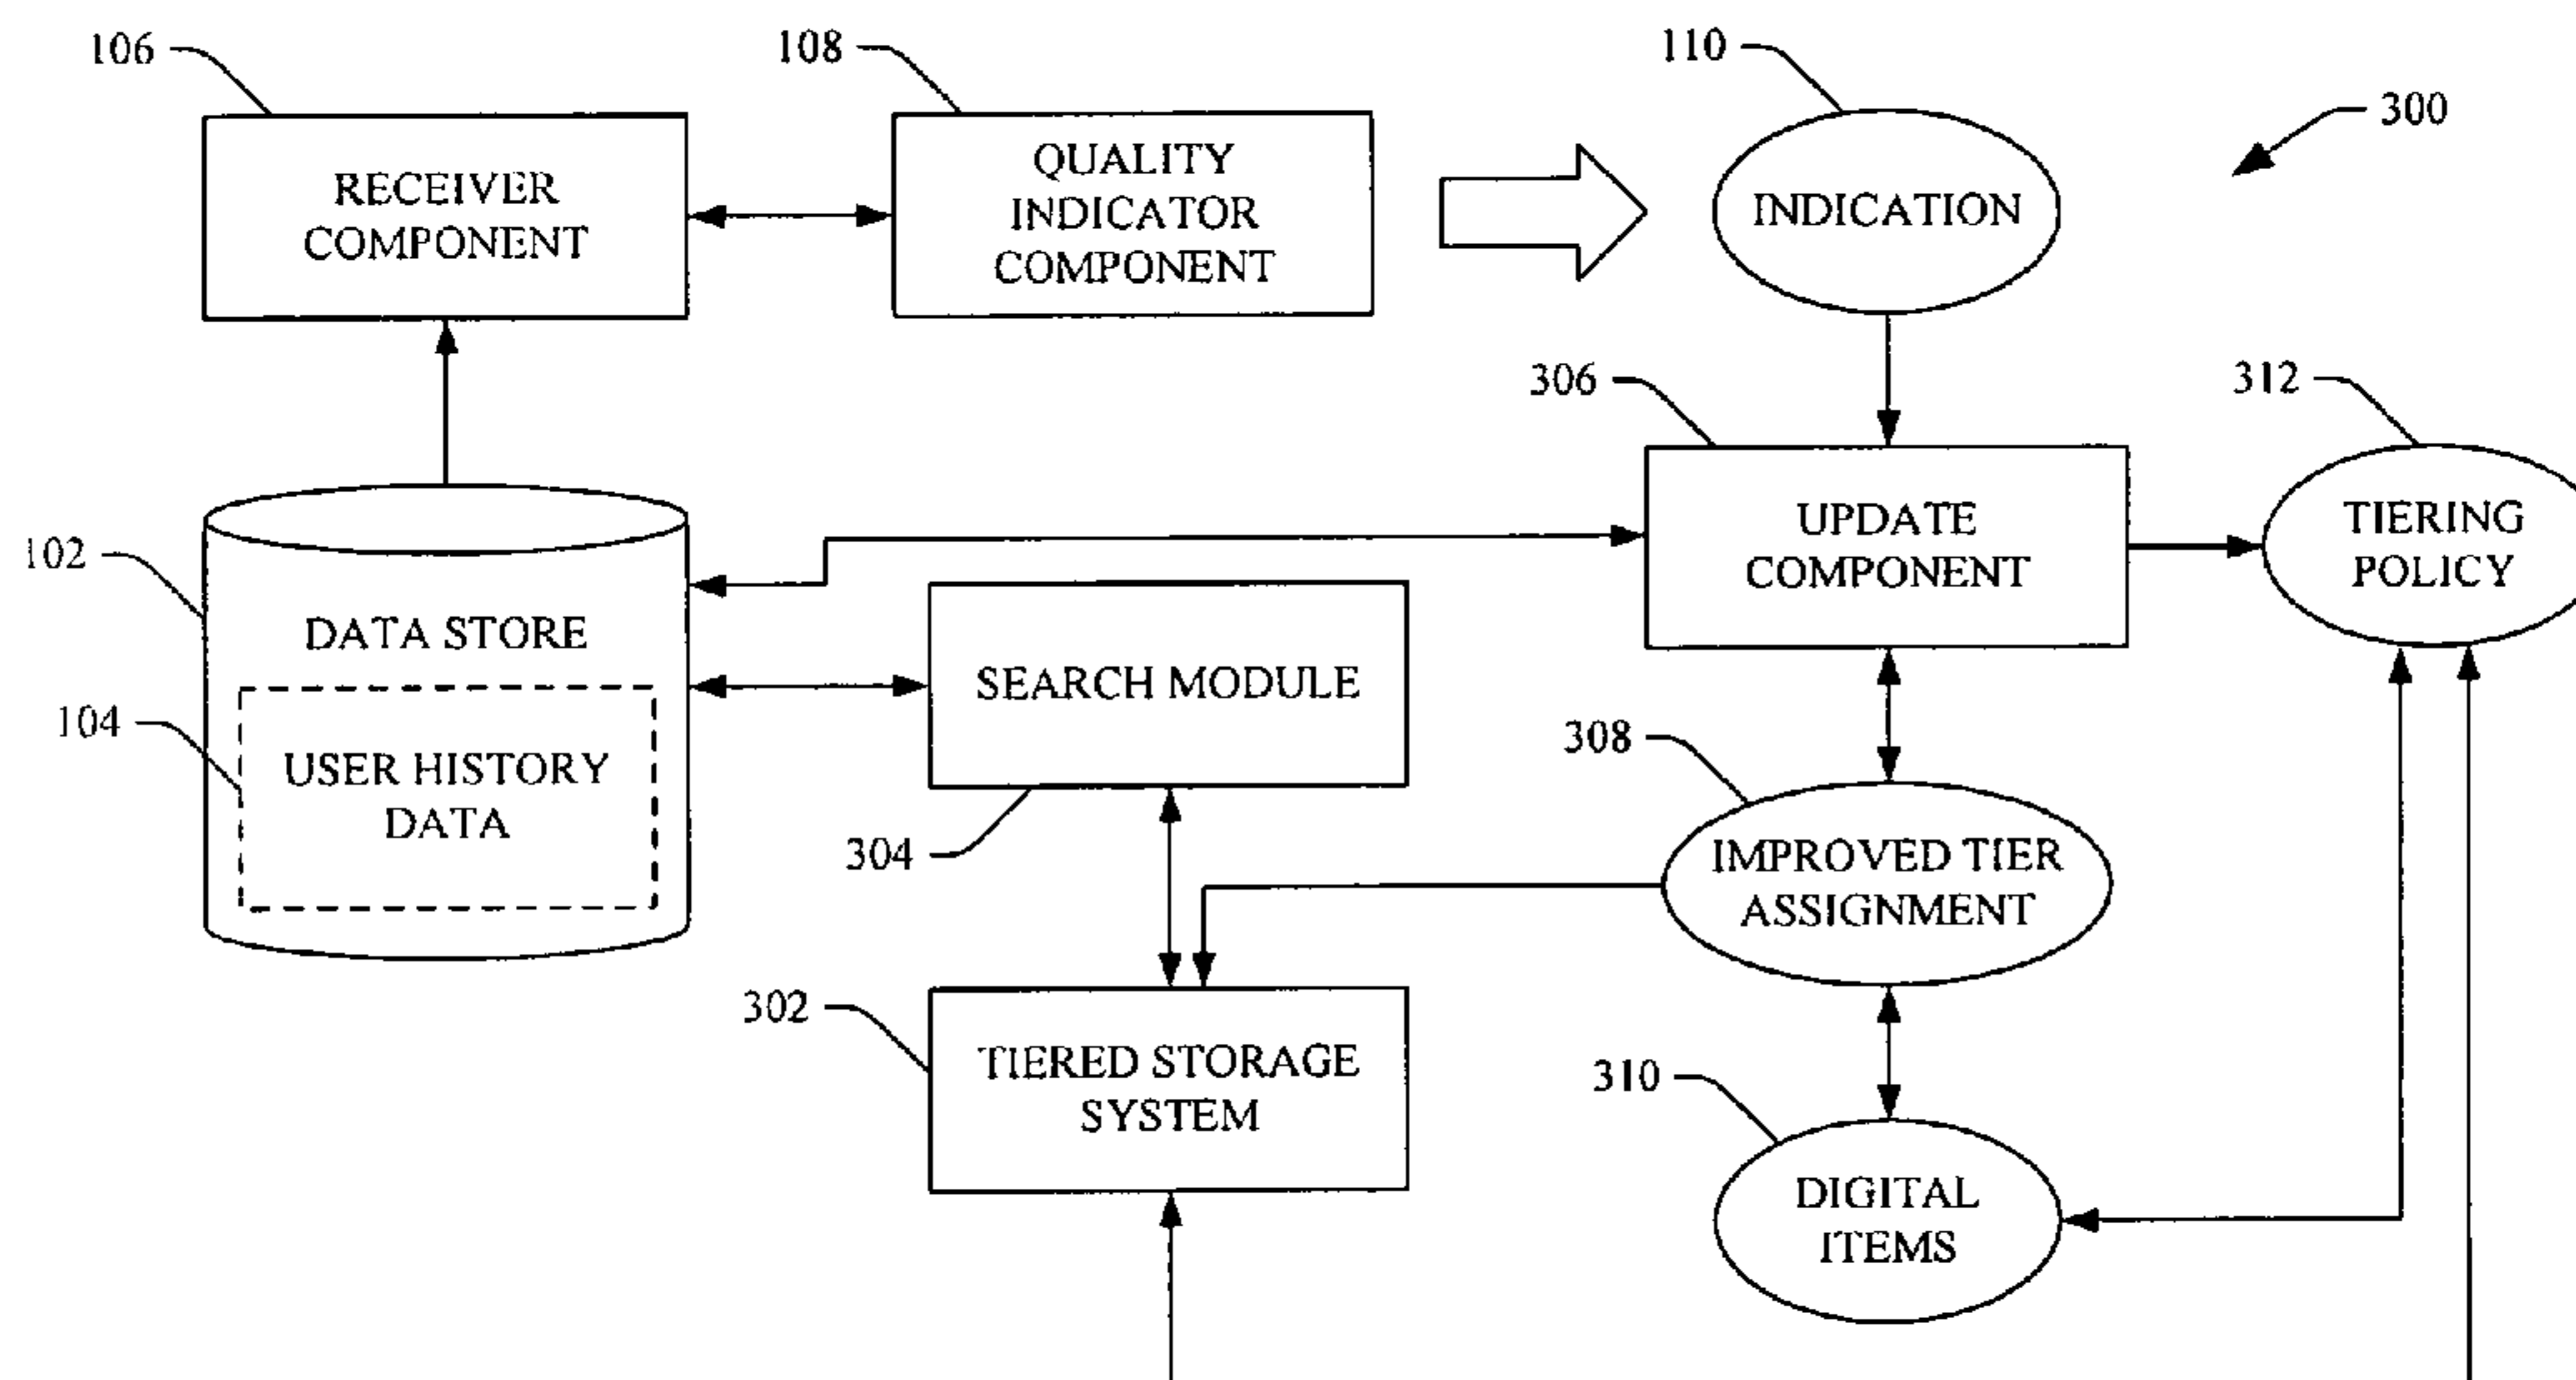 106
108
110
300
RECEIVER
COMPONENT
QUALITY
INDICATOR
COMPONENT
INDICATION
306
312
102
UPDATE
COMPONENT
TIERING
POLICY
DATA STORE
SEARCH MODULE
104
USER HISTORY
DATA
308
304
IMPROVED TIER
ASSIGNMENT
302
TIERED STORAGE
SYSTEM
310
DIGITAL
ITEMS